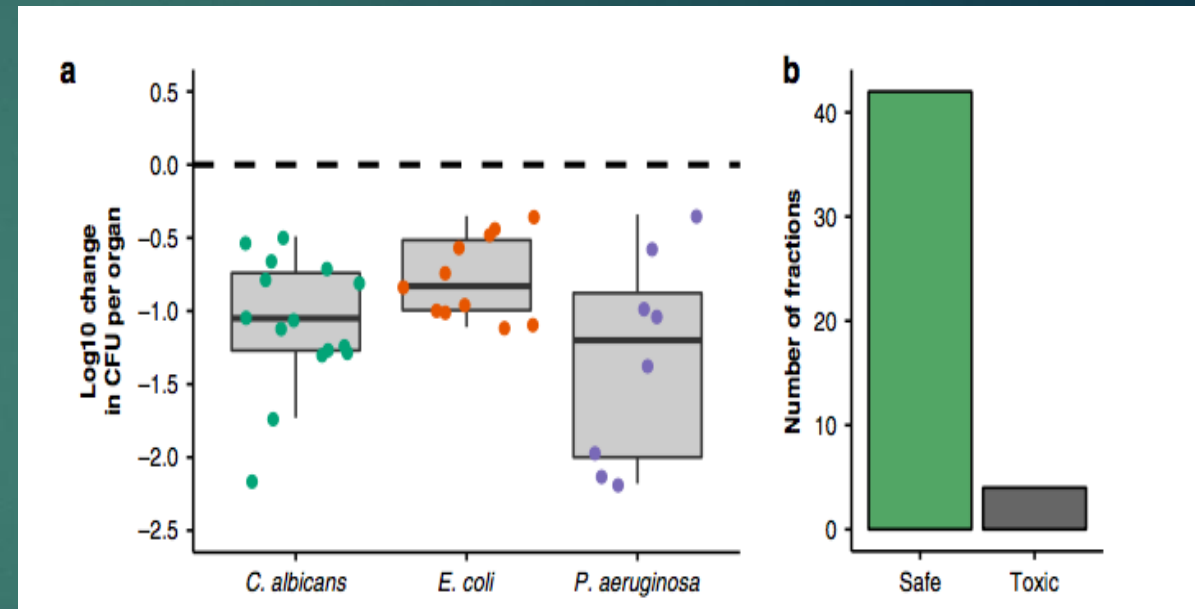 a
0.5
0.0
−0.5
−1.0
−1.5
−2.0
−2.5
Log10 change
in CFU per organ
C. albicans
E. coli
P. aeruginosa
b
40
30
20
10
0
Number of fractions
Safe
Toxic